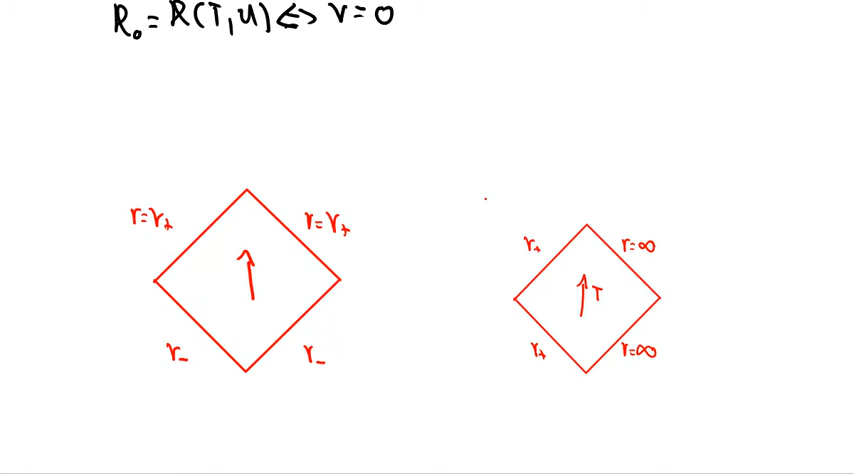 R₀ = R(T, U) <=> r = 0
r = r₊
r = r₊
r₋
r₋
r₊
r = ∞
T
r₊
r = ∞